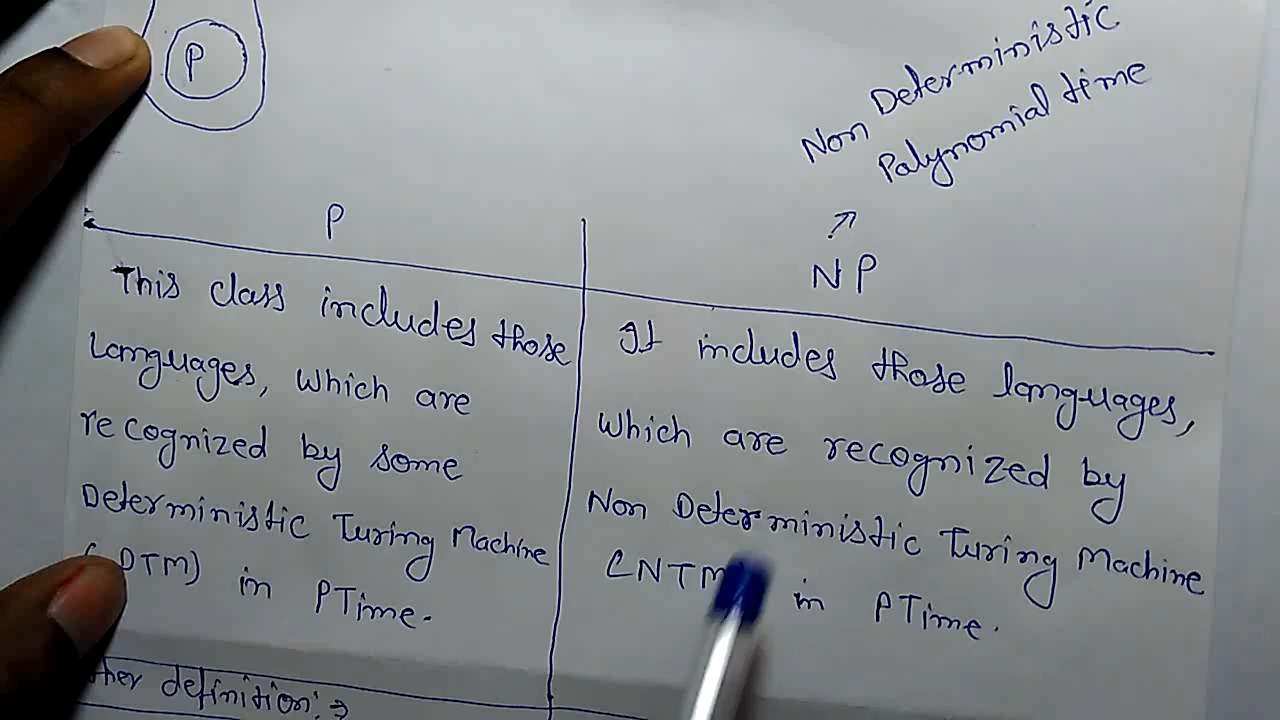 P
Non Deterministic
Polynomial time
P
NP
This class includes those
languages, which are
recognized by some
Deterministic Turing Machine
DTM) in PTime.
It includes those languages,
which are recognized by
Non Deterministic Turing Machine
(NTM in PTime.
definition:⇒